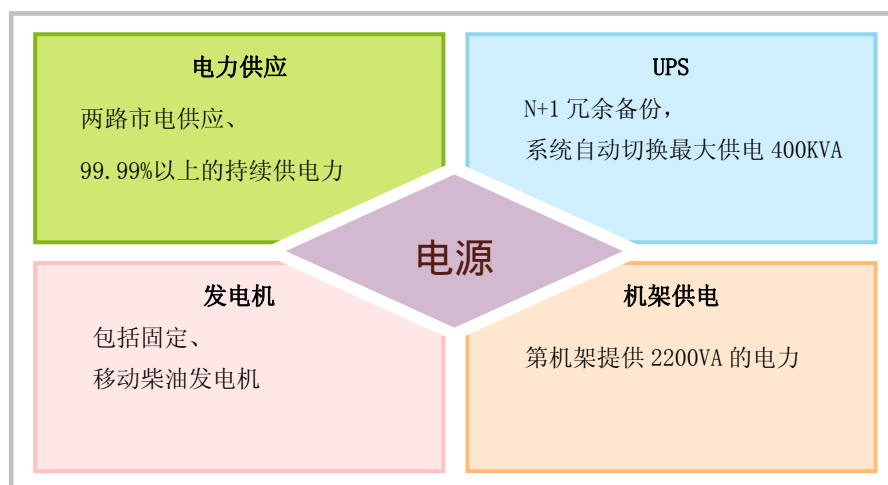 电力供应
两路市电供应、
99.99%以上的持续供电力
UPS
N+1 冗余备份，
系统自动切换最大供电 400KVA
电源
发电机
包括固定、
移动柴油发电机
机架供电
第机架提供 2200VA 的电力